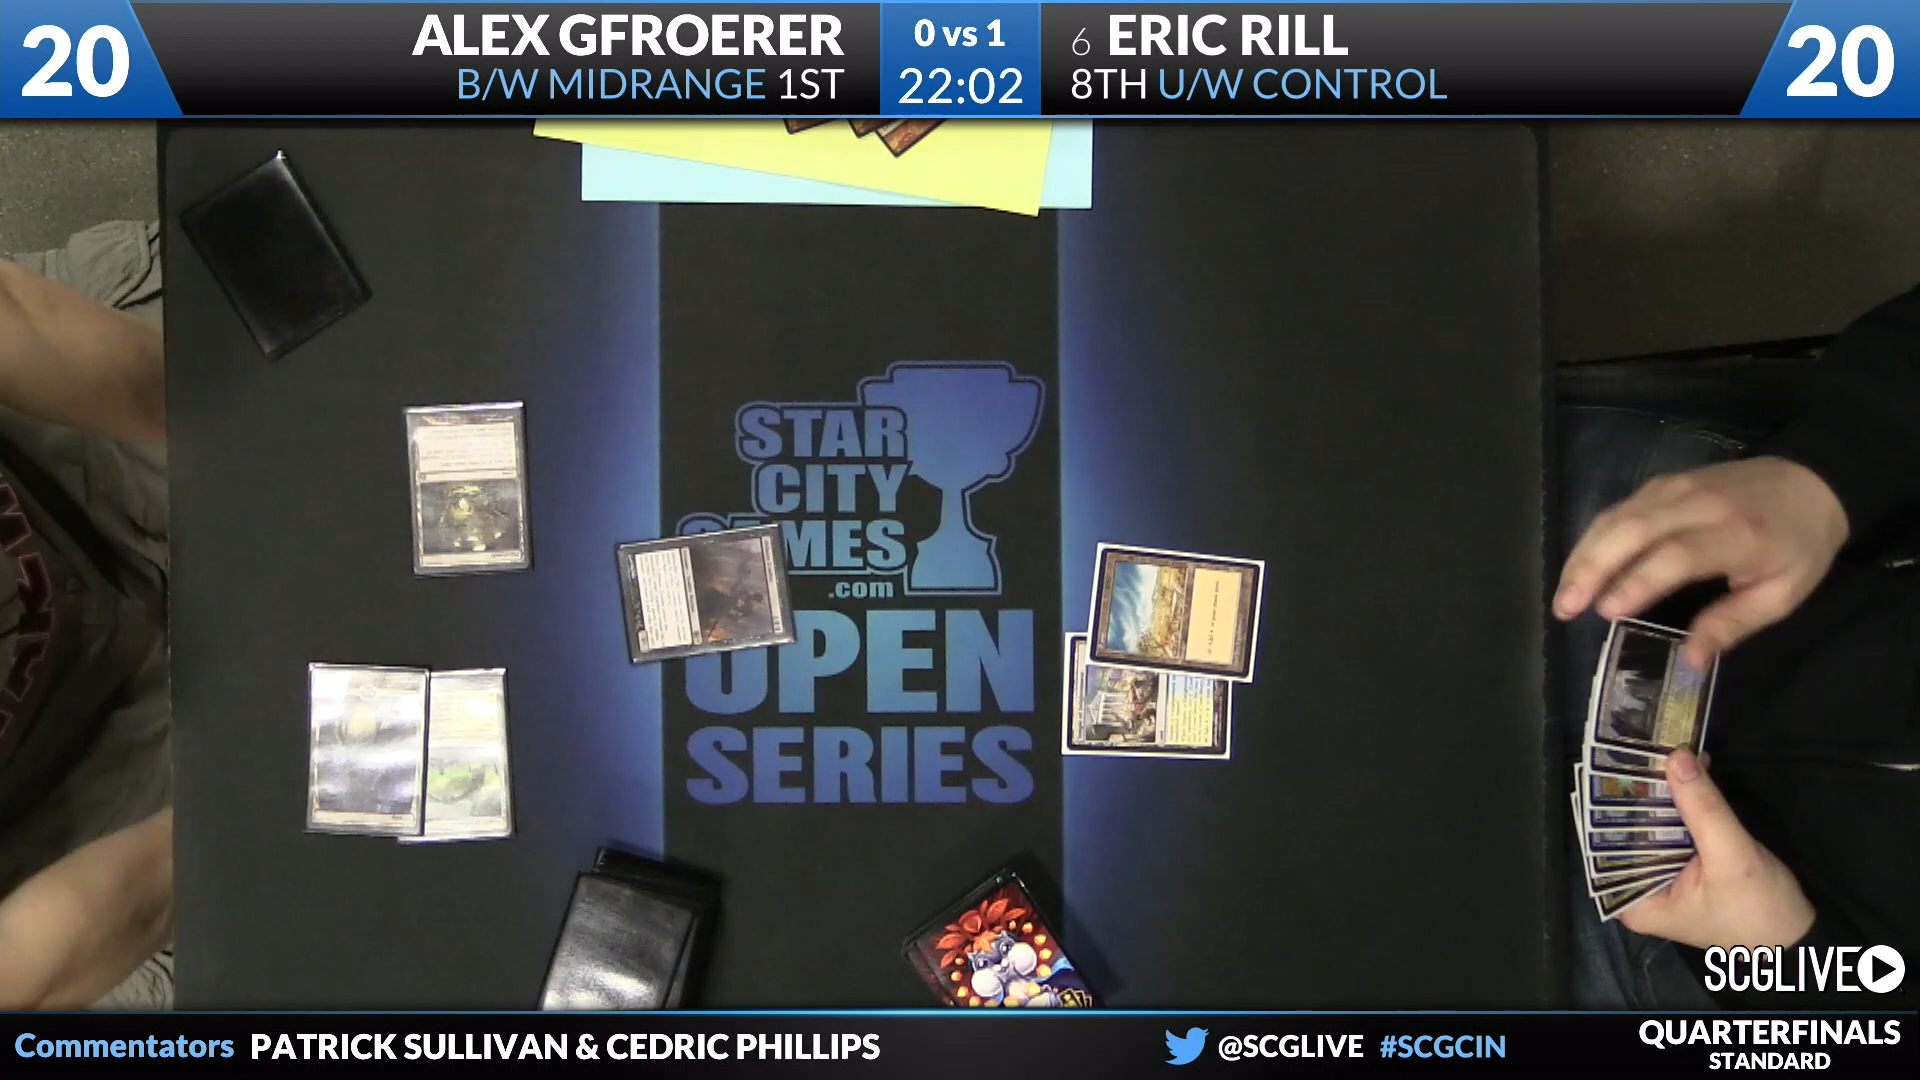 20
ALEX GFROERER
B/W MIDRANGE 1ST
0 vs 1
22:02
6 ERIC RILL
8TH U/W CONTROL
20
STAR
CITY
GAMES
.com
OPEN
SERIES
SCGLIVE
Commentators PATRICK SULLIVAN & CEDRIC PHILLIPS
@SCGLIVE #SCGCIN
QUARTERFINALS
STANDARD